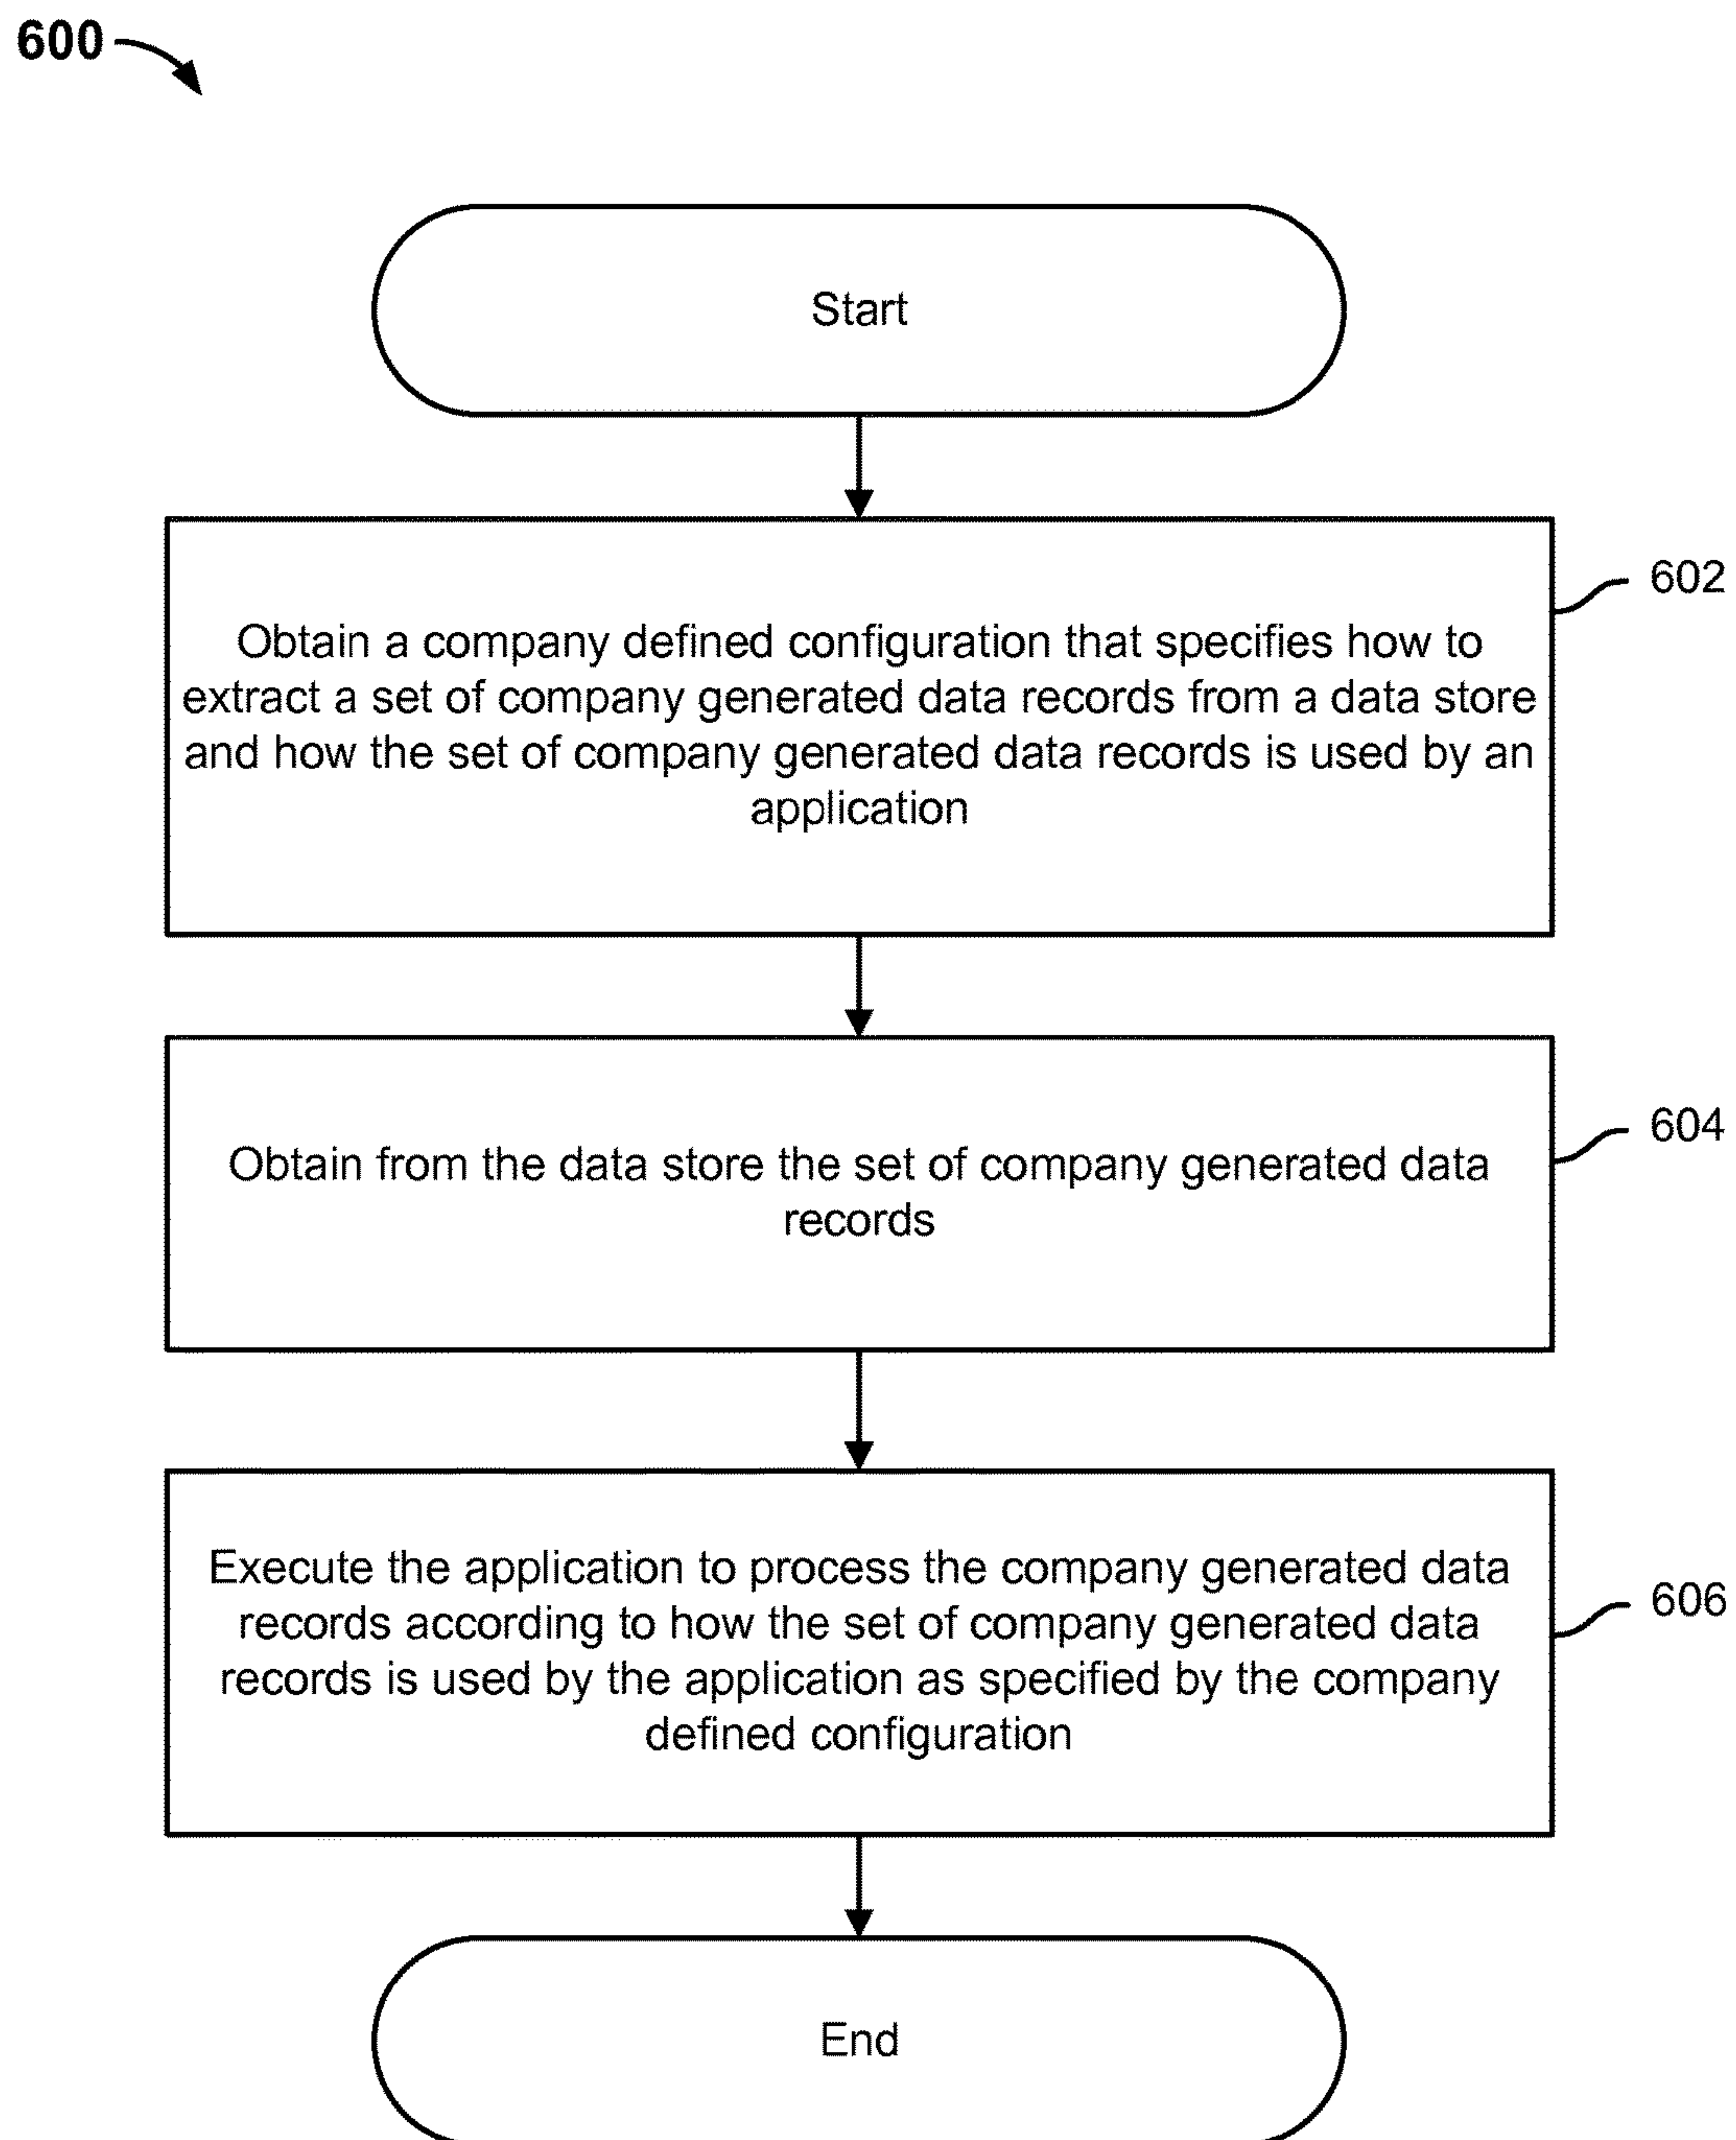 600
Start
602
Obtain a company defined configuration that specifies how to
extract a set of company generated data records from a data store
and how the set of company generated data records is used by an
application
604
Obtain from the data store the set of company generated data
records
606
Execute the application to process the company generated data
records according to how the set of company generated data
records is used by the application as specified by the company
defined configuration
End